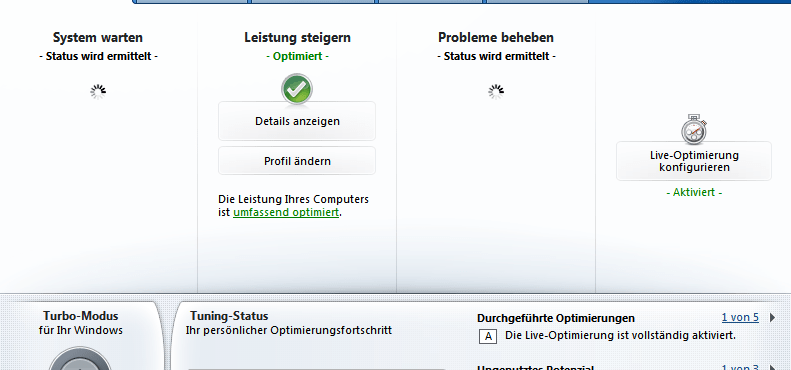 System warten
- Status wird ermittelt -
Leistung steigern
- Optimiert -
Details anzeigen
Profil ändern
Die Leistung Ihres Computers
ist umfassend optimiert.
Probleme beheben
- Status wird ermittelt -
Live-Optimierung
konfigurieren
- Aktiviert -
Turbo-Modus
für Ihr Windows
Tuning-Status
Ihr persönlicher Optimierungsfortschritt
Durchgeführte Optimierungen
1 von 5
A Die Live-Optimierung ist vollständig aktiviert.
Ungenutztes Potenzial
1 von 3